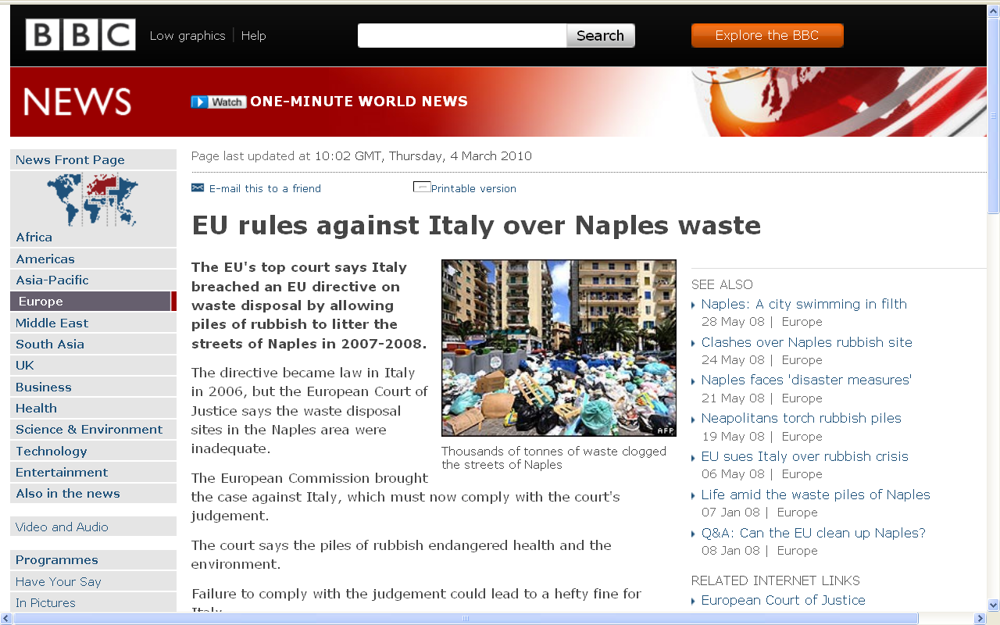 BBC Low graphics Help Search Explore the BBC
NEWS Watch ONE-MINUTE WORLD NEWS
News Front Page
Africa
Americas
Asia-Pacific
Europe
Middle East
South Asia
UK
Business
Health
Science & Environment
Technology
Entertainment
Also in the news
Video and Audio
Programmes
Have Your Say
In Pictures
Page last updated at 10:02 GMT, Thursday, 4 March 2010
E-mail this to a friend Printable version
EU rules against Italy over Naples waste
The EU's top court says Italy
breached an EU directive on
waste disposal by allowing
piles of rubbish to litter the
streets of Naples in 2007-2008.
The directive became law in Italy
in 2006, but the European Court of
Justice says the waste disposal
sites in the Naples area were
inadequate.
The European Commission brought
the case against Italy, which must now comply with the court's
judgement.
The court says the piles of rubbish endangered health and the
environment.
Failure to comply with the judgement could lead to a hefty fine for
Italy
AFP
Thousands of tonnes of waste clogged
the streets of Naples
SEE ALSO
Naples: A city swimming in filth
28 May 08 | Europe
Clashes over Naples rubbish site
24 May 08 | Europe
Naples faces 'disaster measures'
21 May 08 | Europe
Neapolitans torch rubbish piles
19 May 08 | Europe
EU sues Italy over rubbish crisis
06 May 08 | Europe
Life amid the waste piles of Naples
07 Jan 08 | Europe
Q&A: Can the EU clean up Naples?
08 Jan 08 | Europe
RELATED INTERNET LINKS
European Court of Justice